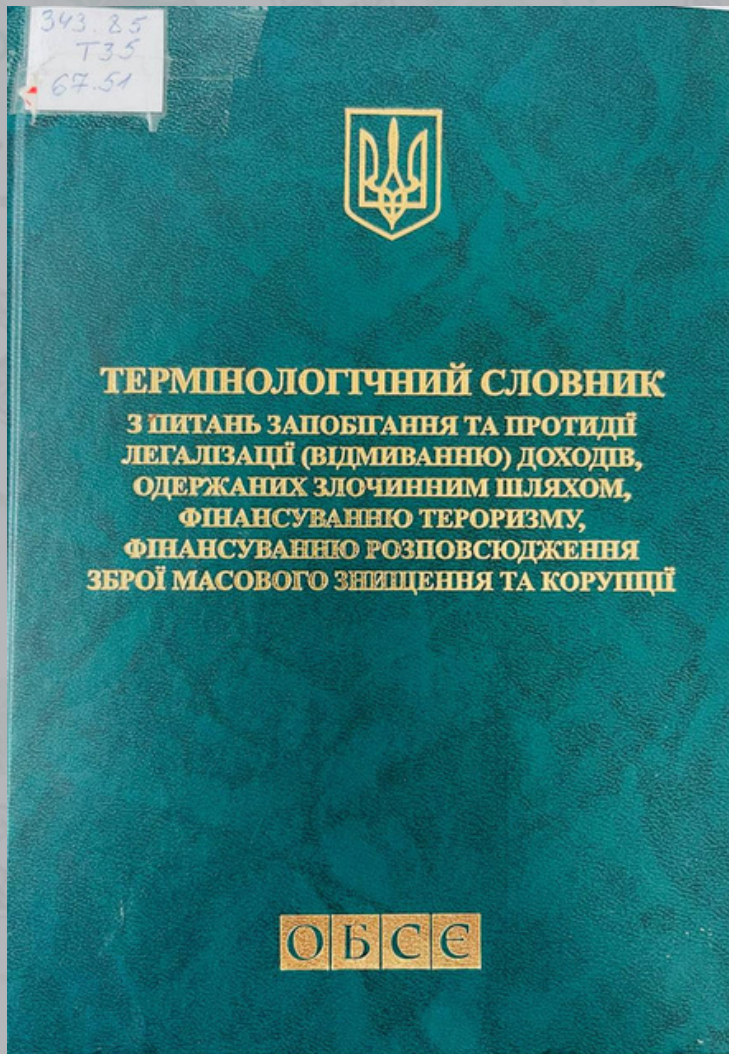 343.85
Т35
67.51
ТЕРМІНОЛОГІЧНИЙ СЛОВНИК
З ПИТАНЬ ЗАПОБІГАННЯ ТА ПРОТИДІЇ
ЛЕГАЛІЗАЦІЇ (ВІДМИВАННЮ) ДОХОДІВ,
ОДЕРЖАНИХ ЗЛОЧИННИМ ШЛЯХОМ,
ФІНАНСУВАННЮ ТЕРОРИЗМУ,
ФІНАНСУВАННЮ РОЗПОВСЮДЖЕННЯ
ЗБРОЇ МАСОВОГО ЗНИЩЕННЯ ТА КОРУПЦІЇ
ОБСЄ